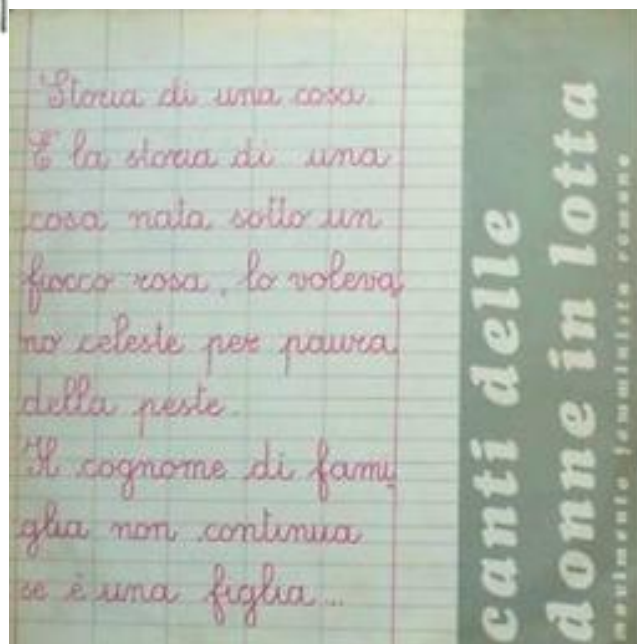 Storia di una cosa
È la storia di una
cosa nata sotto un
fiocco rosa, lo voleva
no celeste per paura
della peste.
Il cognome di fami
glia non continua
se è una figlia...
canti delle
donne in lotta
movimento femminista romano